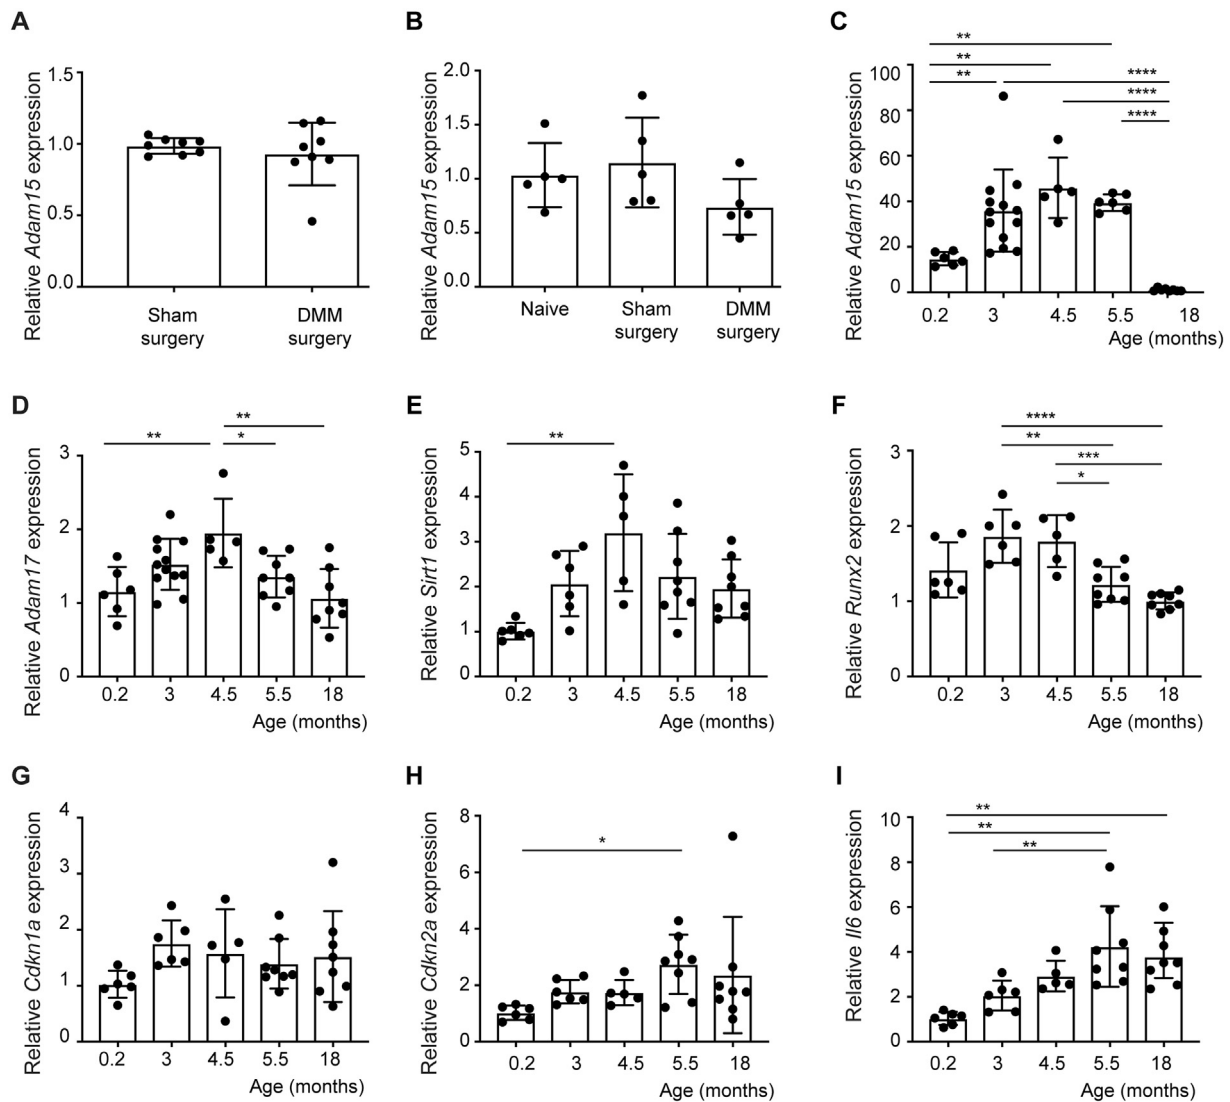 A
Relative Adam15 expression
1.5
1.0
0.5
0.0
Sham
surgery
DMM
surgery
B
Relative Adam15 expression
2.0
1.5
1.0
0.5
0.0
Naive
Sham
surgery
DMM
surgery
C
Relative Adam15 expression
100
80
60
40
20
0
**
**
**
****
****
****
0.2
3
4.5
5.5
18
Age (months)
D
Relative Adam17 expression
3
2
1
0
**
**
*
0.2
3
4.5
5.5
18
Age (months)
E
Relative Sirt1 expression
5
4
3
2
1
0
**
0.2
3
4.5
5.5
18
Age (months)
F
Relative Runx2 expression
3
2
1
0
****
**
***
*
0.2
3
4.5
5.5
18
Age (months)
G
Relative Cdkn1a expression
4
3
2
1
0
0.2
3
4.5
5.5
18
Age (months)
H
Relative Cdkn2a expression
8
6
4
2
0
*
0.2
3
4.5
5.5
18
Age (months)
I
Relative Il6 expression
10
8
6
4
2
0
**
**
**
0.2
3
4.5
5.5
18
Age (months)